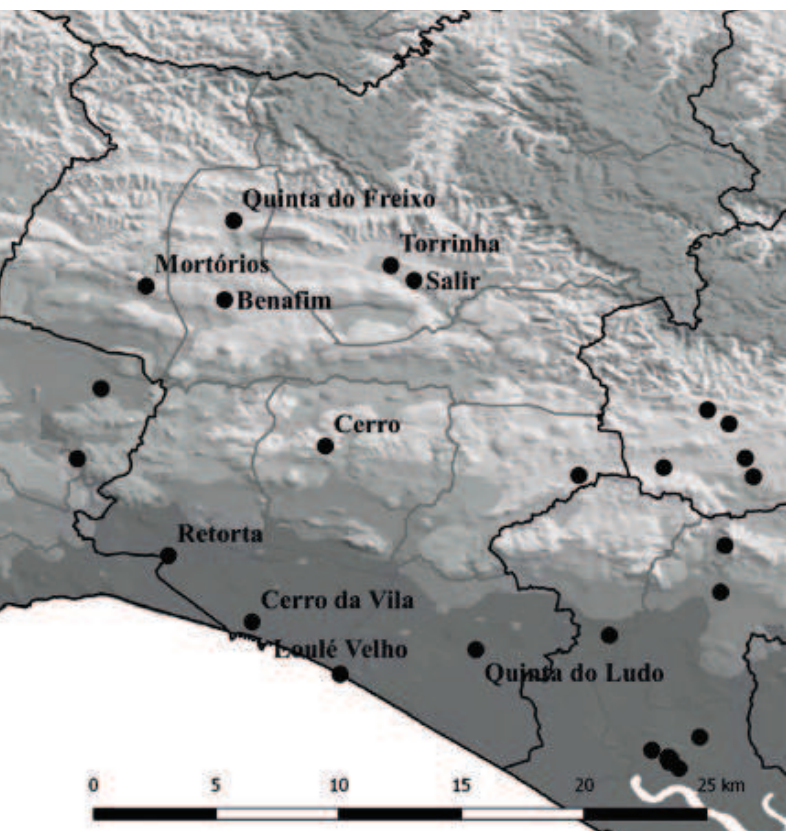 Quinta do Freixo
Torrinha
Mortórios
Salir
Benafim
Cerro
Retorta
Cerro da Vila
Loulé Velho
Quinta do Ludo
0 5 10 15 20 25 km